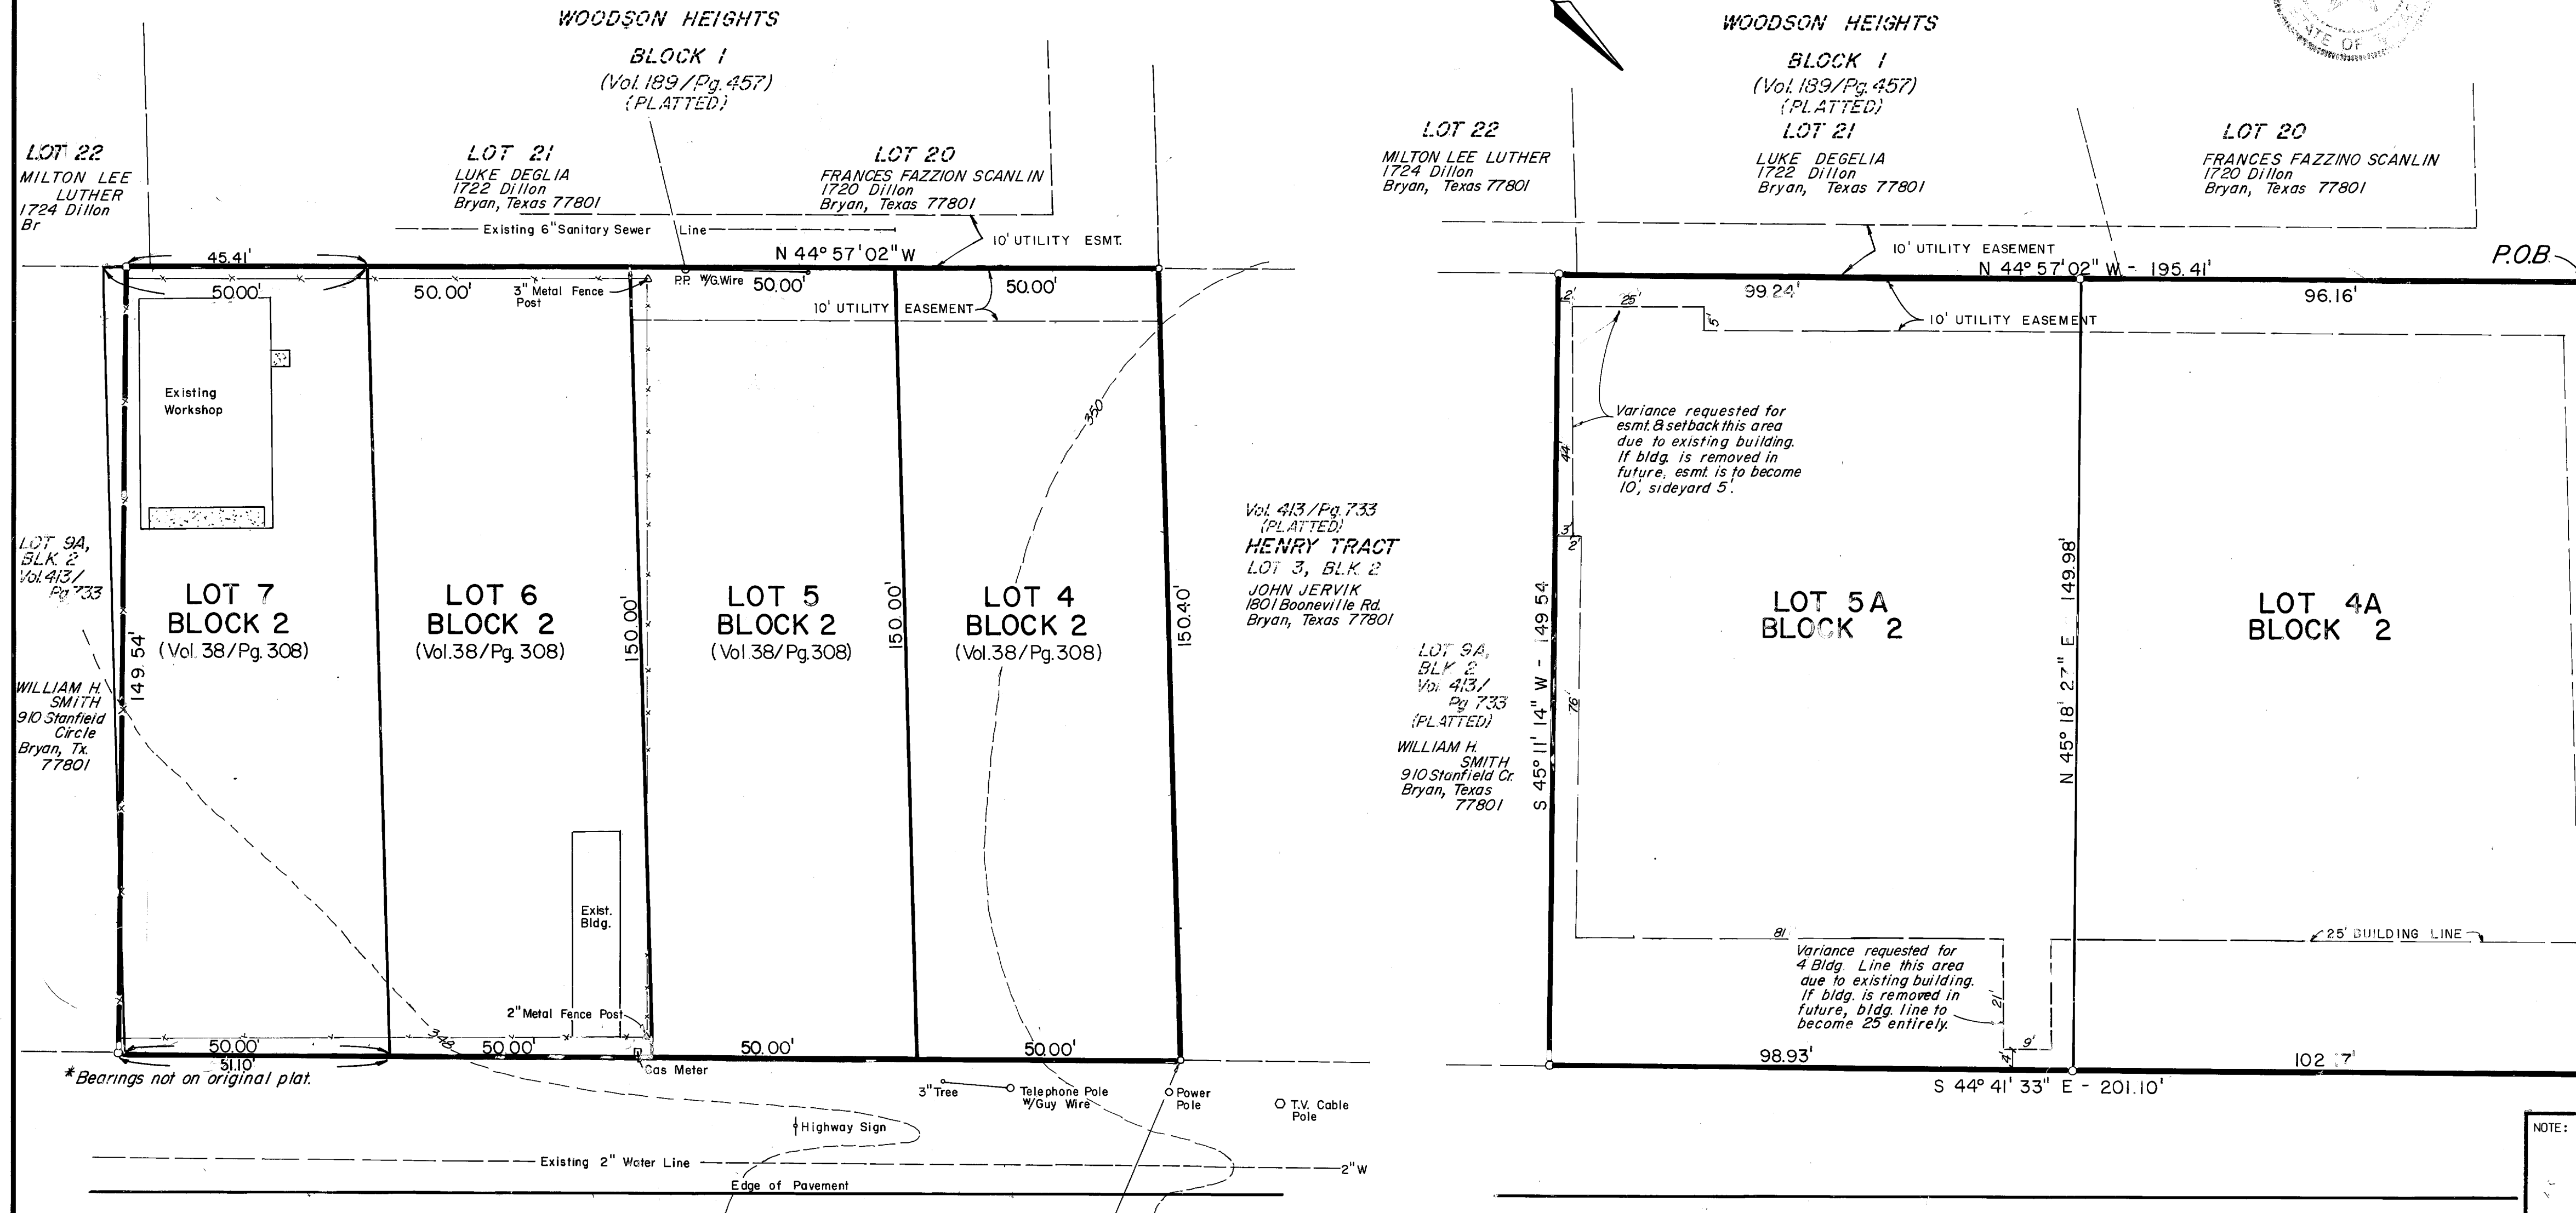 WOODSON HEIGHTS
BLOCK 1
(Vol. 189/Pg. 457)
(PLATTED)
LOT 22
MILTON LEE
LUTHER
1724 Dillon
Br
LOT 21
LUKE DEGLIA
1722 Dillon
Bryan, Texas 77801
LOT 20
FRANCES FAZZION SCANLIN
1720 Dillon
Bryan, Texas 77801
Existing 6" Sanitary Sewer Line
10' UTILITY ESMT.
N 44° 57' 02" W
45.41'
50.00'
50.00'
3" Metal Fence
Post
P.P. W/G.Wire
50.00'
50.00'
10' UTILITY EASEMENT
Existing
Workshop
350
LOT 9A,
BLK. 2
Vol. 413/
Pg 733
149.54'
WILLIAM H.
SMITH
910 Stanfield
Circle
Bryan, Tx.
77801
LOT 7
BLOCK 2
(Vol. 38/Pg. 308)
LOT 6
BLOCK 2
(Vol. 38/Pg. 308)
150.00'
LOT 5
BLOCK 2
(Vol. 38/Pg. 308)
150.00'
LOT 4
BLOCK 2
(Vol. 38/Pg. 308)
150.40'
Vol. 413/Pg. 733
(PLATTED)
HENRY TRACT
LOT 3, BLK. 2
JOHN JERVIK
1801 Booneville Rd.
Bryan, Texas 77801
Exist.
Bldg.
2" Metal Fence Post
348
50.00'
51.10'
50.00'
50.00'
50.00'
*Bearings not on original plat.
Gas Meter
3" Tree
Telephone Pole
W/Guy Wire
Power
Pole
T.V. Cable
Pole
Highway Sign
Existing 2" Water Line
2" W
Edge of Pavement
WOODSON HEIGHTS
BLOCK 1
(Vol. 189/Pg. 457)
(PLATTED)
LOT 22
MILTON LEE LUTHER
1724 Dillon
Bryan, Texas 77801
LOT 21
LUKE DEGELIA
1722 Dillon
Bryan, Texas 77801
LOT 20
FRANCES FAZZINO SCANLIN
1720 Dillon
Bryan, Texas 77801
10' UTILITY EASEMENT
N 44° 57' 02" W - 195.41'
P.O.B.
99.24'
96.16'
2'
25'
5'
10' UTILITY EASEMENT
Variance requested for
esmt. & setback this area
due to existing building.
If bldg. is removed in
future, esmt. is to become
10', sideyard 5'.
44'
3'
2'
LOT 9A,
BLK. 2
Vol. 413/
Pg 733
(PLATTED)
WILLIAM H.
SMITH
910 Stanfield Cr.
Bryan, Texas
77801
S 45° 11' 14" W - 149.54
76'
LOT 5A
BLOCK 2
N 45° 18' 27" E 149.98'
LOT 4A
BLOCK 2
81
25' BUILDING LINE
Variance requested for
4 Bldg. Line this area
due to existing building.
If bldg. is removed in
future, bldg. line to
become 25 entirely.
21'
9'
4'
98.93'
S 44° 41' 33" E - 201.10'
NOTE: